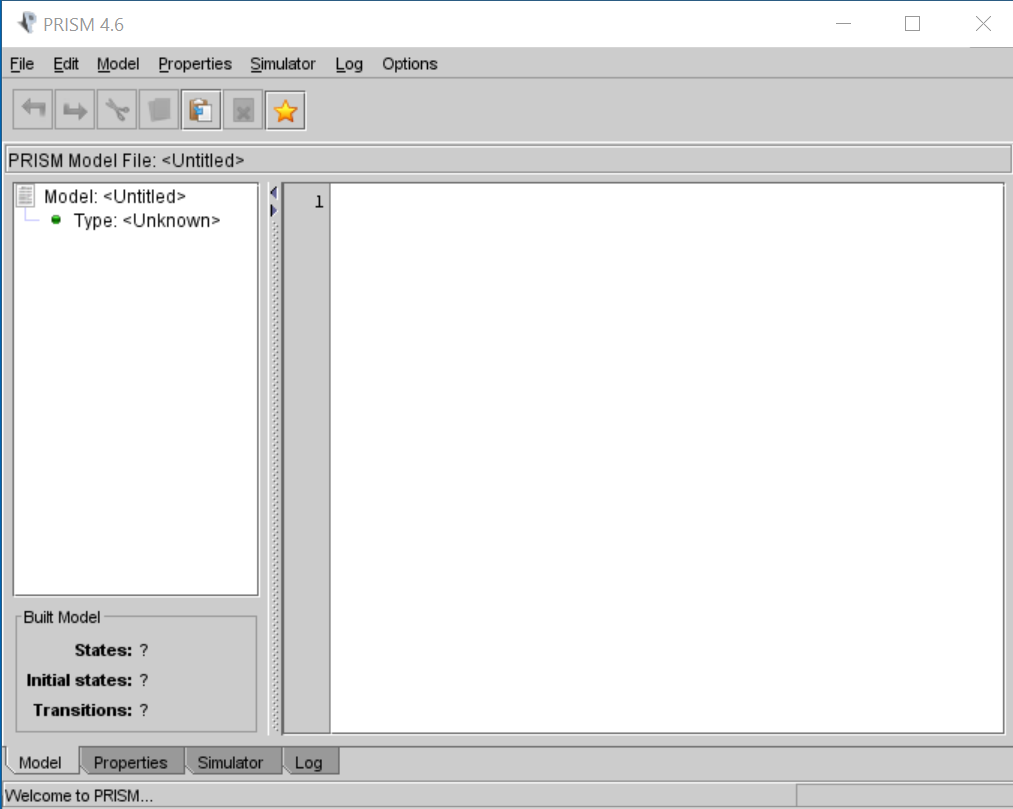 PRISM 4.6
File Edit Model Properties Simulator Log Options
PRISM Model File: <Untitled>
Model: <Untitled>
Type: <Unknown>
1
Built Model
States: ?
Initial states: ?
Transitions: ?
Model Properties Simulator Log
Welcome to PRISM...